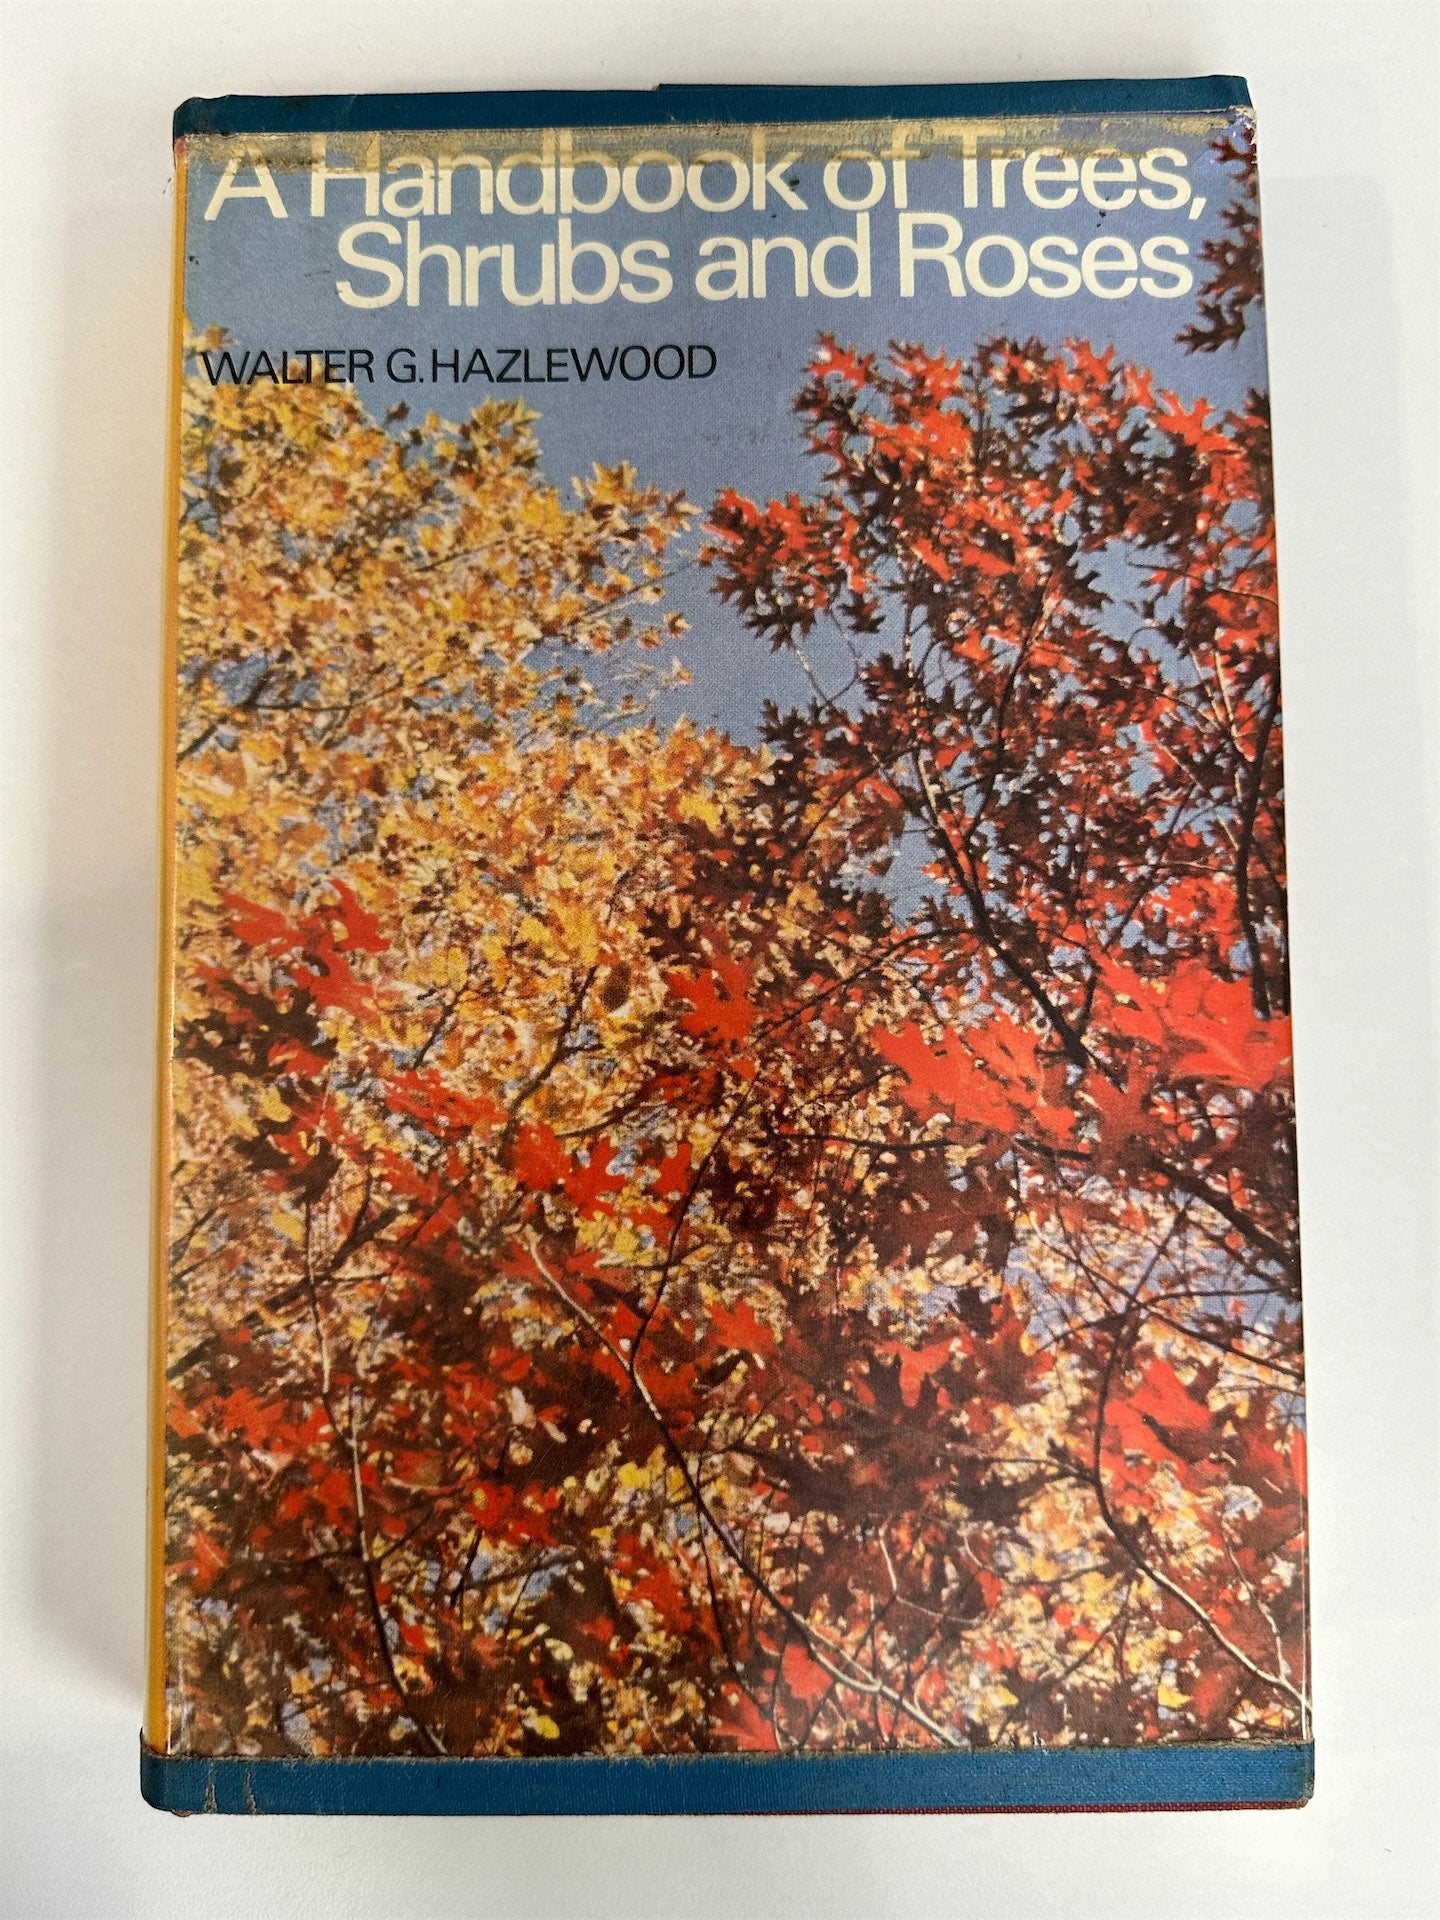 A Handbook of Trees,
Shrubs and Roses
WALTER G. HAZLEWOOD